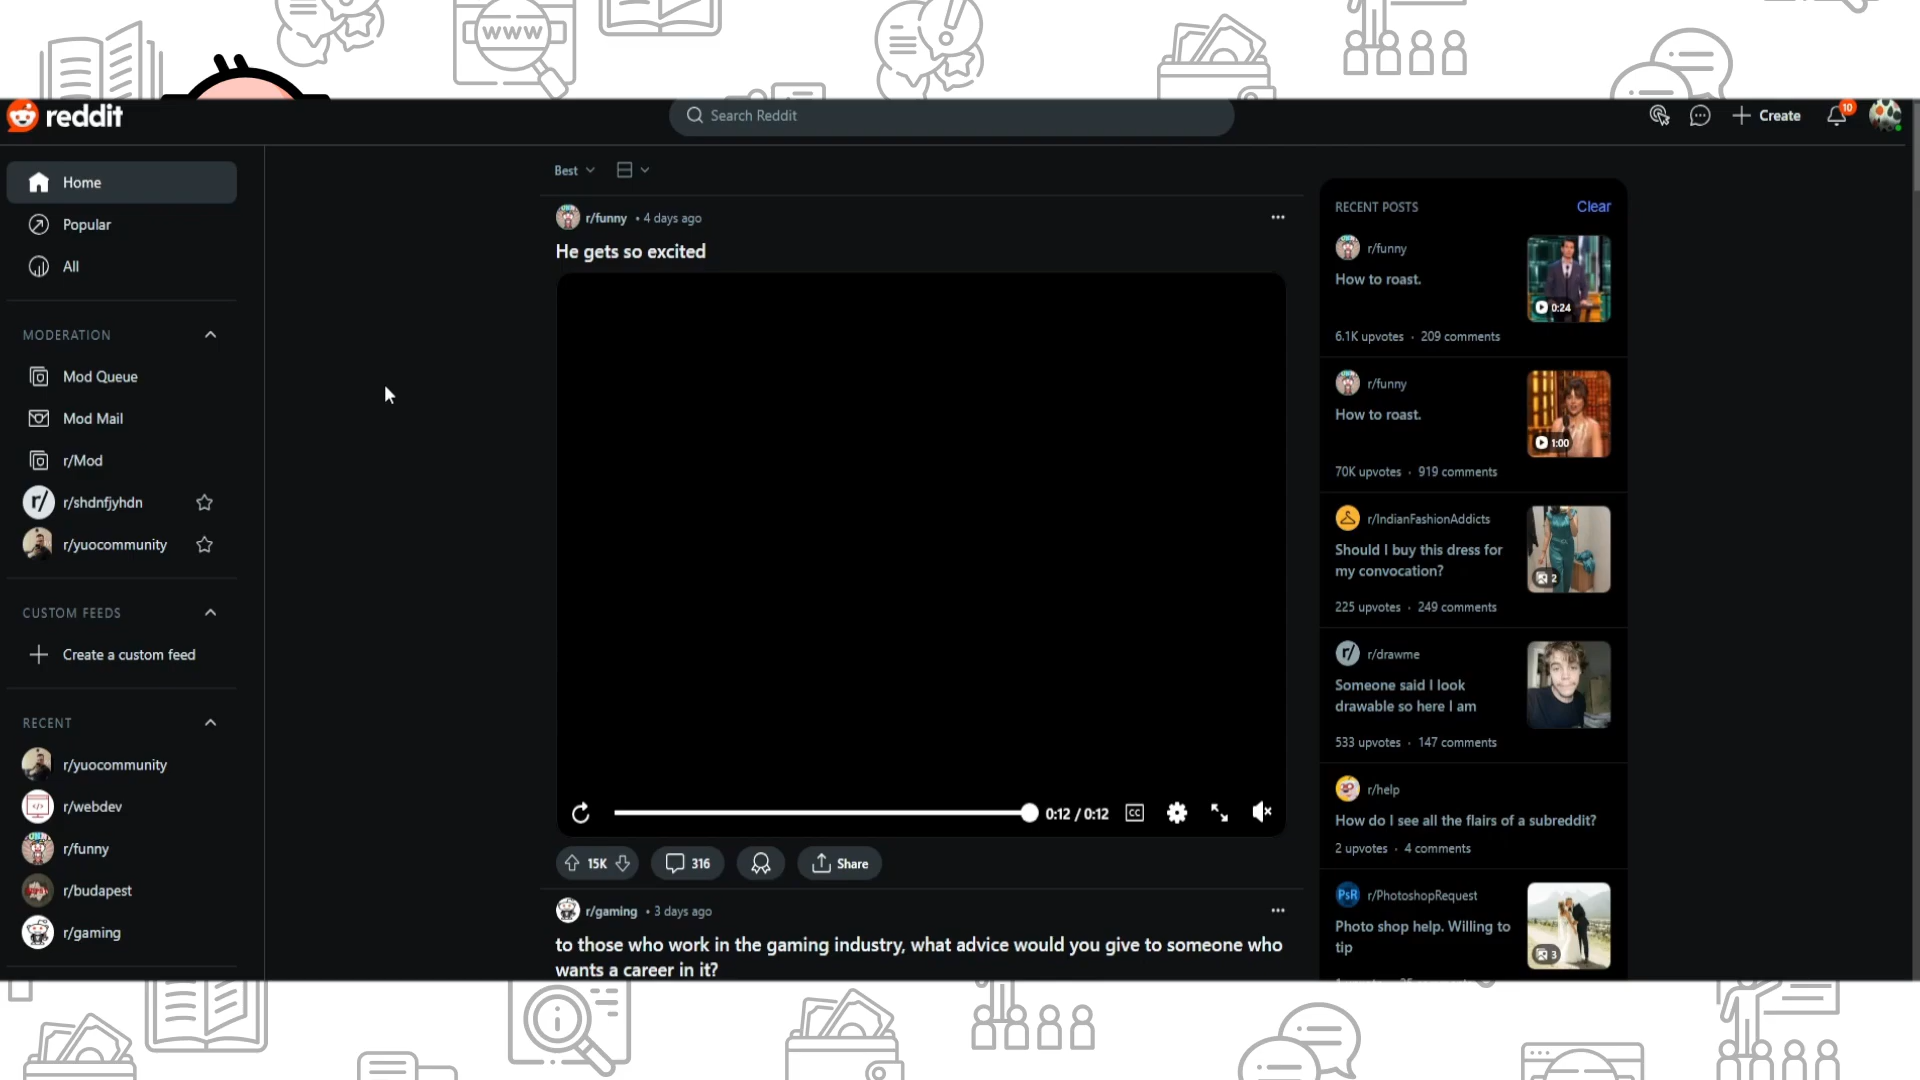 www
reddit
Search Reddit
Create
10
Home
Popular
All
MODERATION
Mod Queue
Mod Mail
r/Mod
r/ r/shdnfjyhdn
r/yuocommunity
CUSTOM FEEDS
Create a custom feed
RECENT
r/yuocommunity
r/webdev
r/funny
r/budapest
r/gaming
Best
r/funny • 4 days ago
He gets so excited
0:12 / 0:12
CC
15K
316
Share
r/gaming • 3 days ago
to those who work in the gaming industry, what advice would you give to someone who
wants a career in it?
RECENT POSTS
Clear
r/funny
How to roast.
0:24
6.1K upvotes · 209 comments
r/funny
How to roast.
1:00
70K upvotes · 919 comments
r/IndianFashionAddicts
Should I buy this dress for
my convocation?
2
225 upvotes · 249 comments
r/ r/drawme
Someone said I look
drawable so here I am
533 upvotes · 147 comments
r/help
How do I see all the flairs of a subreddit?
2 upvotes · 4 comments
PsR r/PhotoshopRequest
Photo shop help. Willing to
tip
3